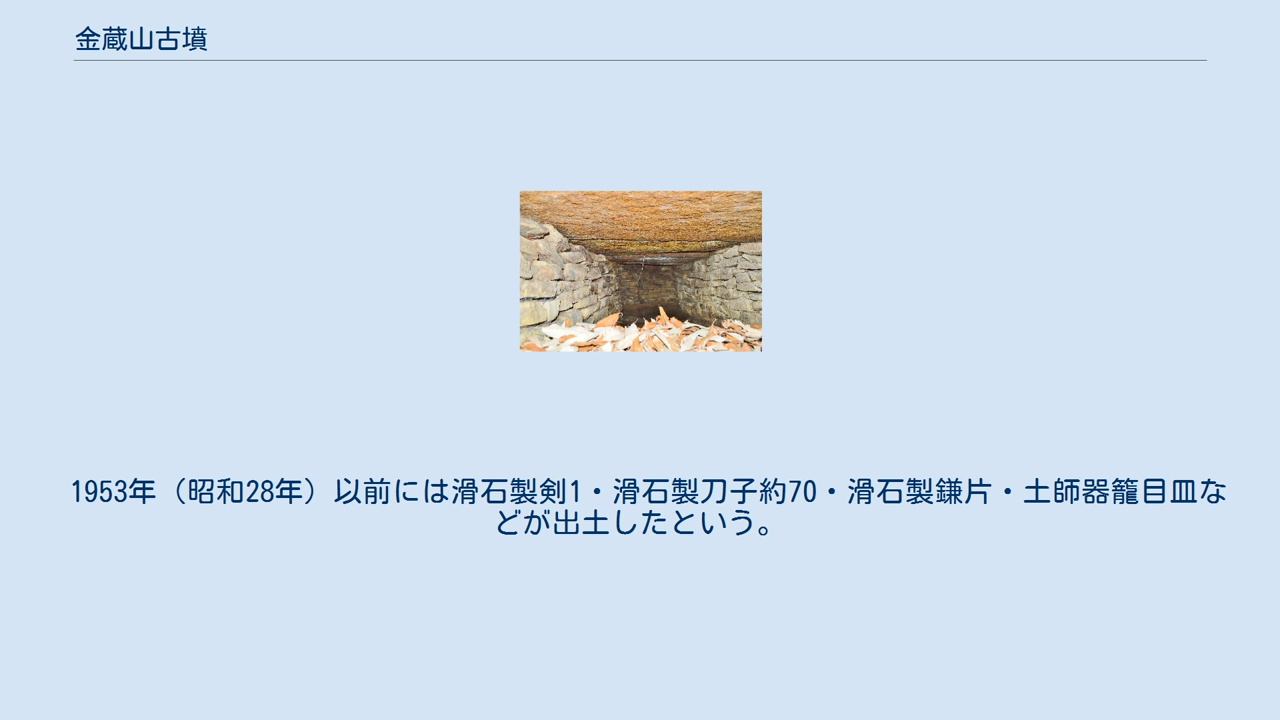 金蔵山古墳
1953年（昭和28年）以前には滑石製剣1・滑石製刀子約70・滑石製鎌片・土師器籠目皿な
どが出土したという。